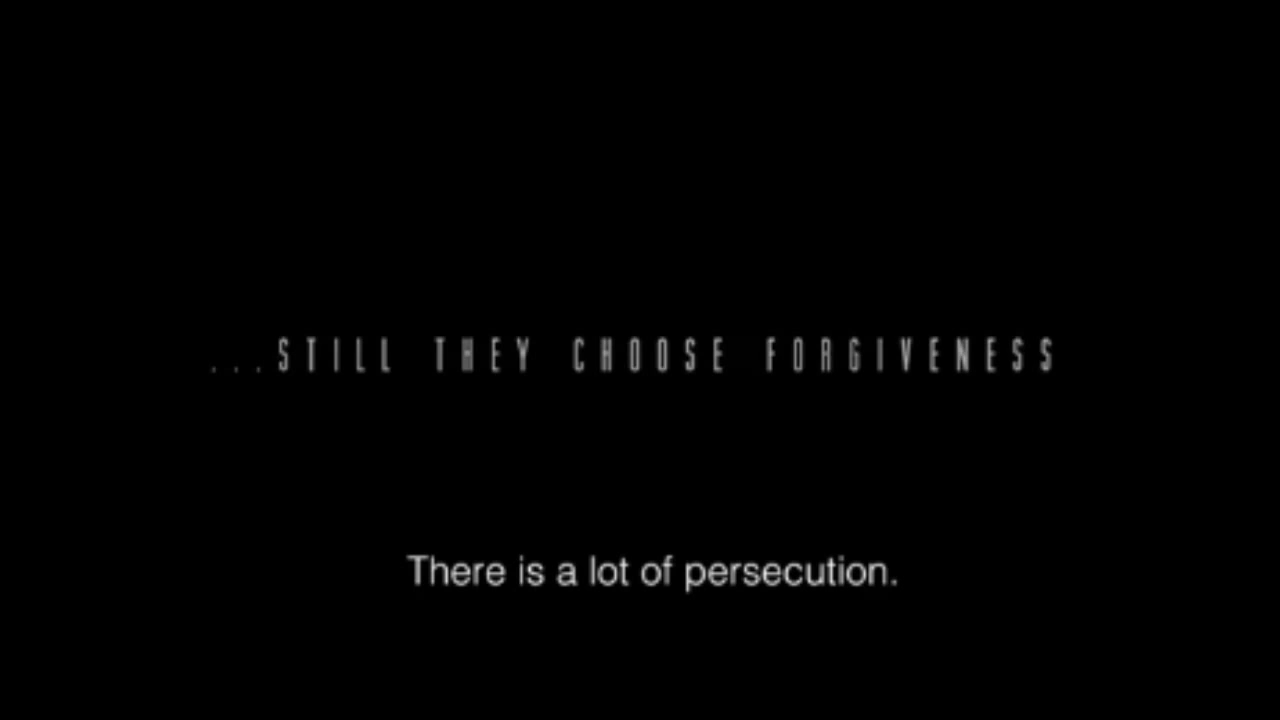 ...STILL THEY CHOOSE FORGIVENESS
There is a lot of persecution.